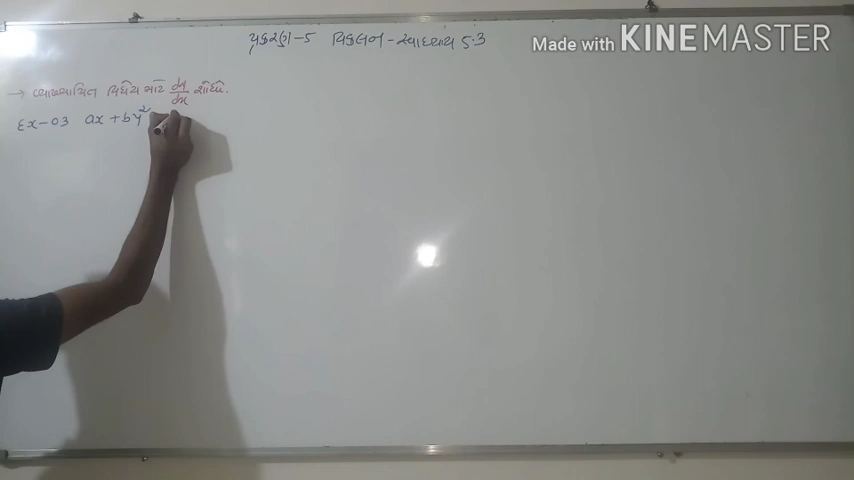 પ્રકરણ-5 વિકલન - સ્વાધ્યાય 5.3
Made with KINEMASTER
→ વ્યાખ્યાયિત વિધેય માટે dy/dx શોધો.
Ex-03 ax + by²